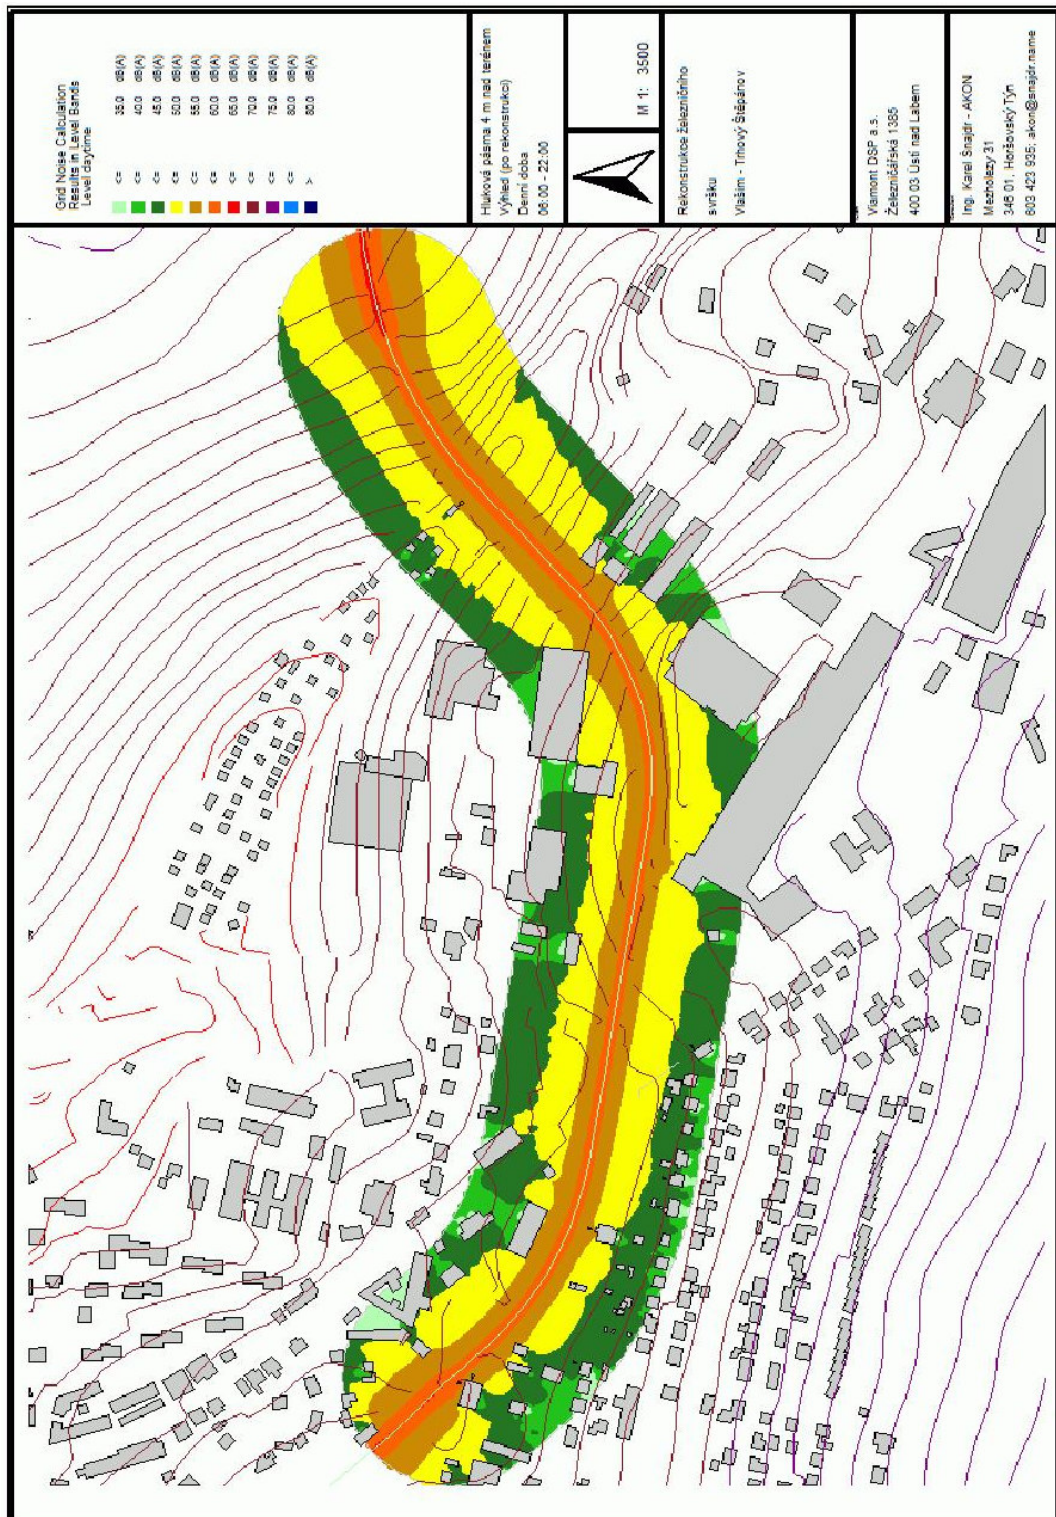 Grid Noise Calculation
Results in Level Bands
Level daytime
<= 35.0 dB(A)
<= 40.0 dB(A)
<= 45.0 dB(A)
<= 50.0 dB(A)
<= 55.0 dB(A)
<= 60.0 dB(A)
<= 65.0 dB(A)
<= 70.0 dB(A)
<= 75.0 dB(A)
<= 80.0 dB(A)
> 80.0 dB(A)
Hluková pásma 4 m nad terénem
Výhled (po rekonstrukci)
Denní doba
06:00 - 22:00
M 1: 3500
Rekonstrukce železničního
svršku
Vlašim - Trhový Štěpánov
Viamont DSP a.s.
Železničářská 1385
400 03 Ústí nad Labem
Ing. Karel Šnajdr - AKON
Mezholezy 31
346 01, Horšovský Týn
603 423 935; akon@snajdr.name